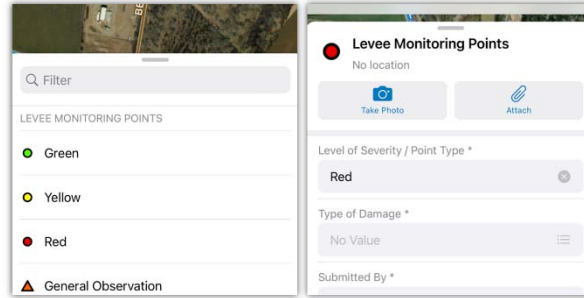 BE
Filter
LEVEE MONITORING POINTS
Green
Yellow
Red
General Observation
Levee Monitoring Points
No location
Take Photo
Attach
Level of Severity / Point Type *
Red
Type of Damage *
No Value
Submitted By *